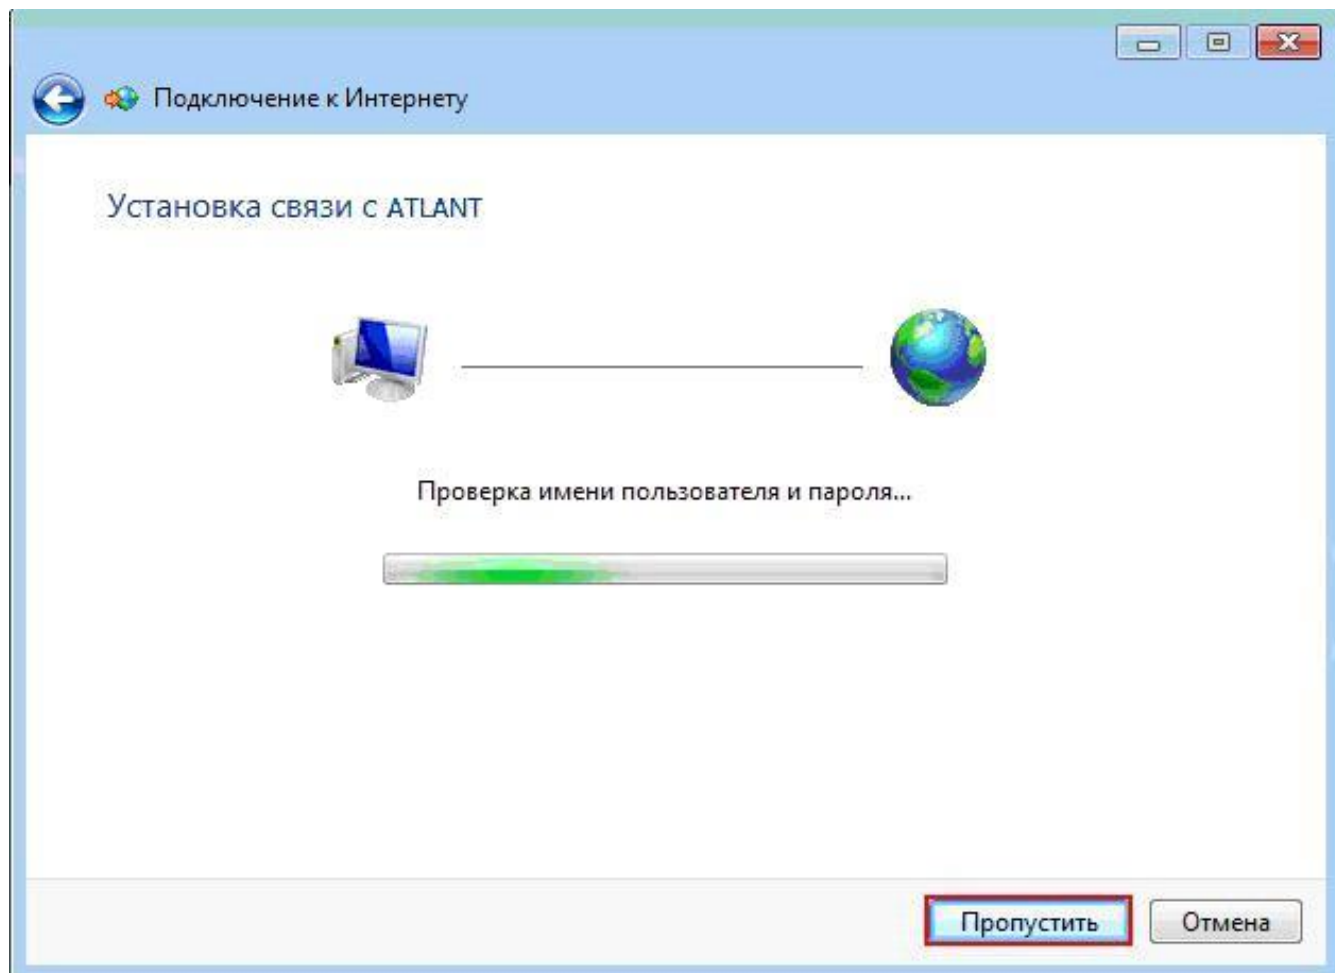 Подключение к Интернету
Установка связи с ATLANT
Проверка имени пользователя и пароля...
Пропустить
Отмена